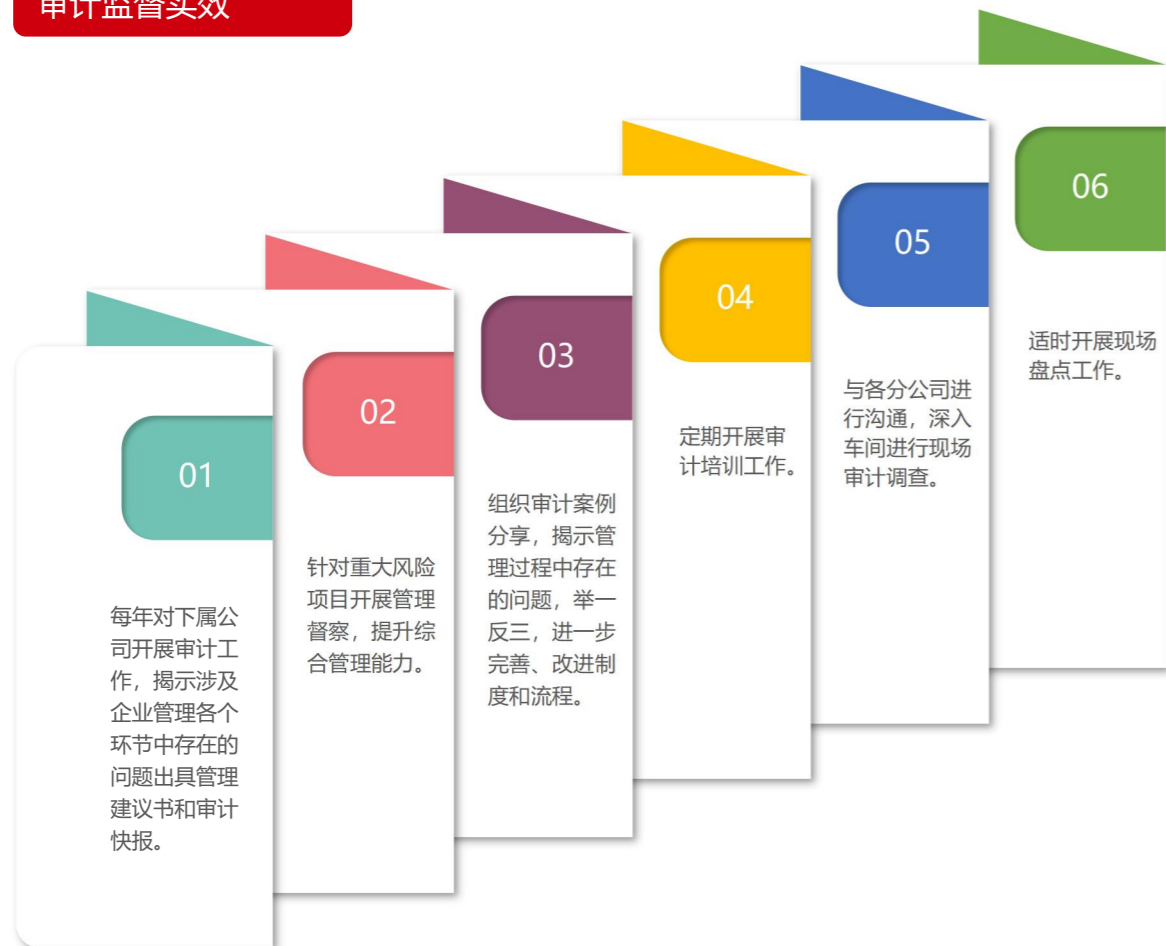 审计监督实效
01
每年对下属公
司开展审计工
作，揭示涉及
企业管理各个
环节中存在的
问题出具管理
建议书和审计
快报。
02
针对重大风险
项目开展管理
督察，提升综
合管理能力。
03
组织审计案例
分享，揭示管
理过程中存在
的问题，举一
反三，进一步
完善、改进制
度和流程。
04
定期开展审
计培训工作。
05
与各分公司进
行沟通，深入
车间进行现场
审计调查。
06
适时开展现场
盘点工作。